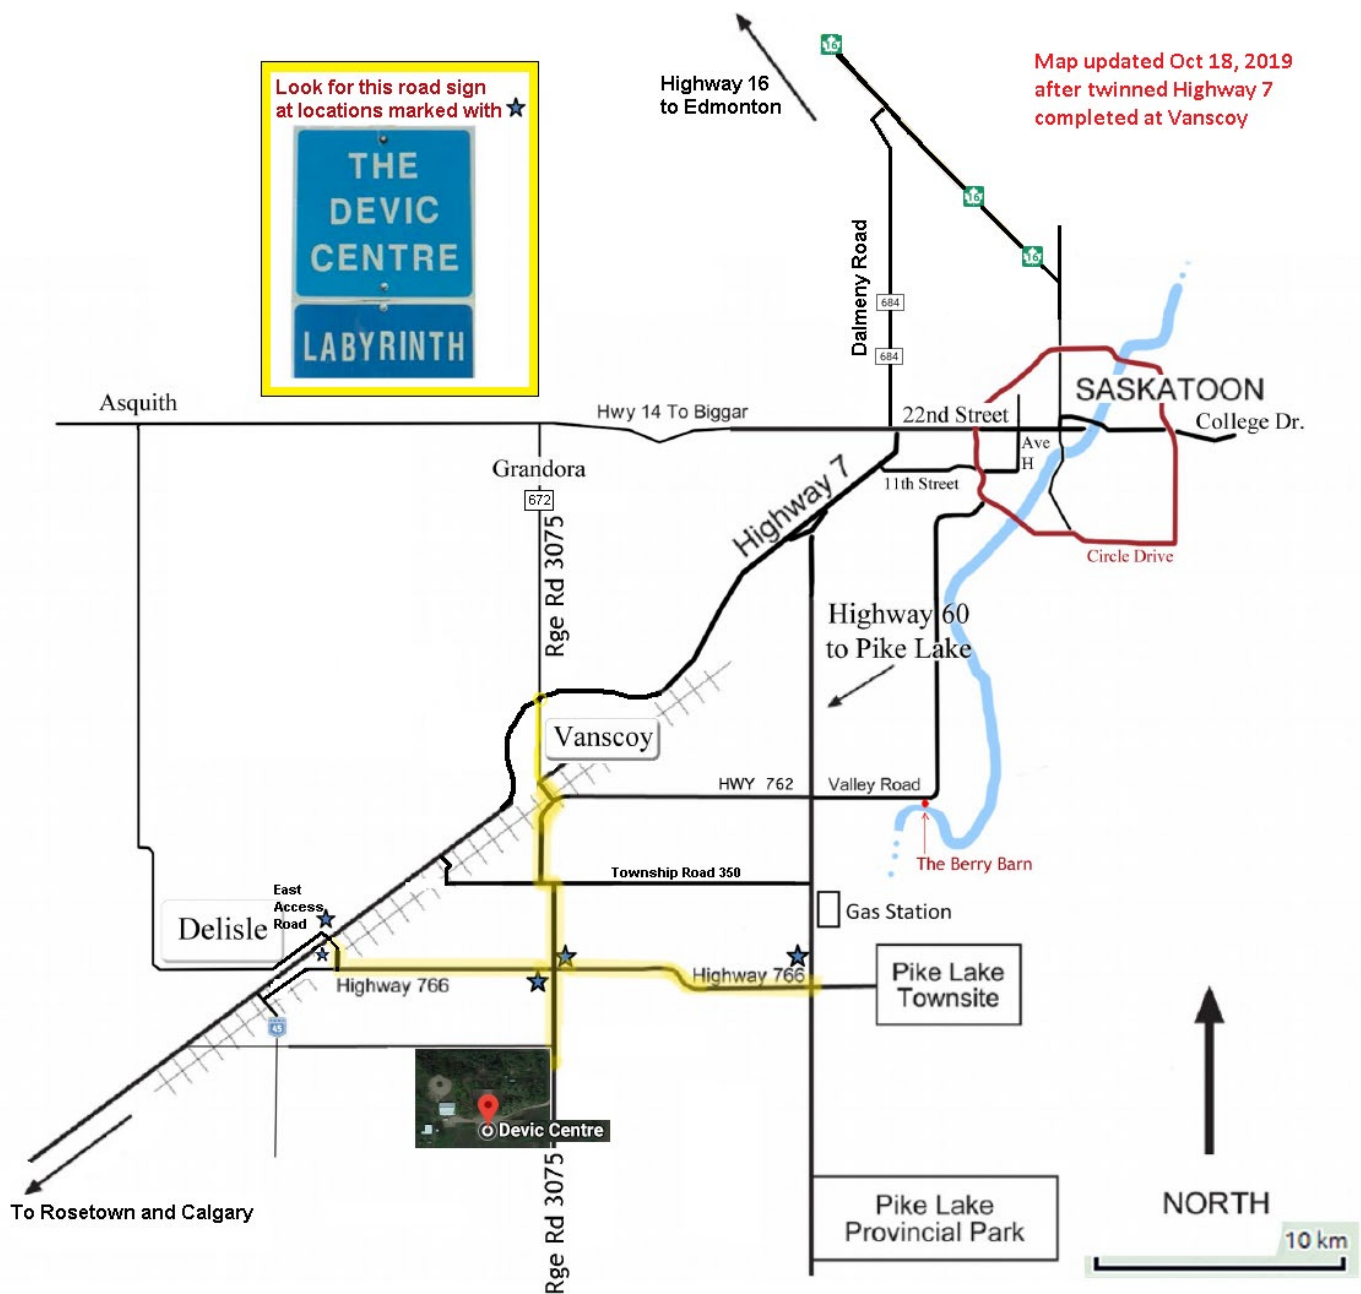 Look for this road sign
at locations marked with
THE
DEVIC
CENTRE
LABYRINTH
Highway 16
to Edmonton
16
16
16
Map updated Oct 18, 2019
after twinned Highway 7
completed at Vanscoy
Dalmeny Road
684
684
Asquith
Hwy 14 To Biggar
22nd Street
SASKATOON
College Dr.
Ave
H
11th Street
Grandora
672
Rge Rd 3075
Highway 7
Circle Drive
Highway 60
to Pike Lake
Vanscoy
HWY 762
Valley Road
The Berry Barn
Township Road 350
East
Access
Road
Delisle
Gas Station
Highway 766
Highway 766
Pike Lake
Townsite
45
Devic Centre
Rge Rd 3075
To Rosetown and Calgary
Pike Lake
Provincial Park
NORTH
10 km